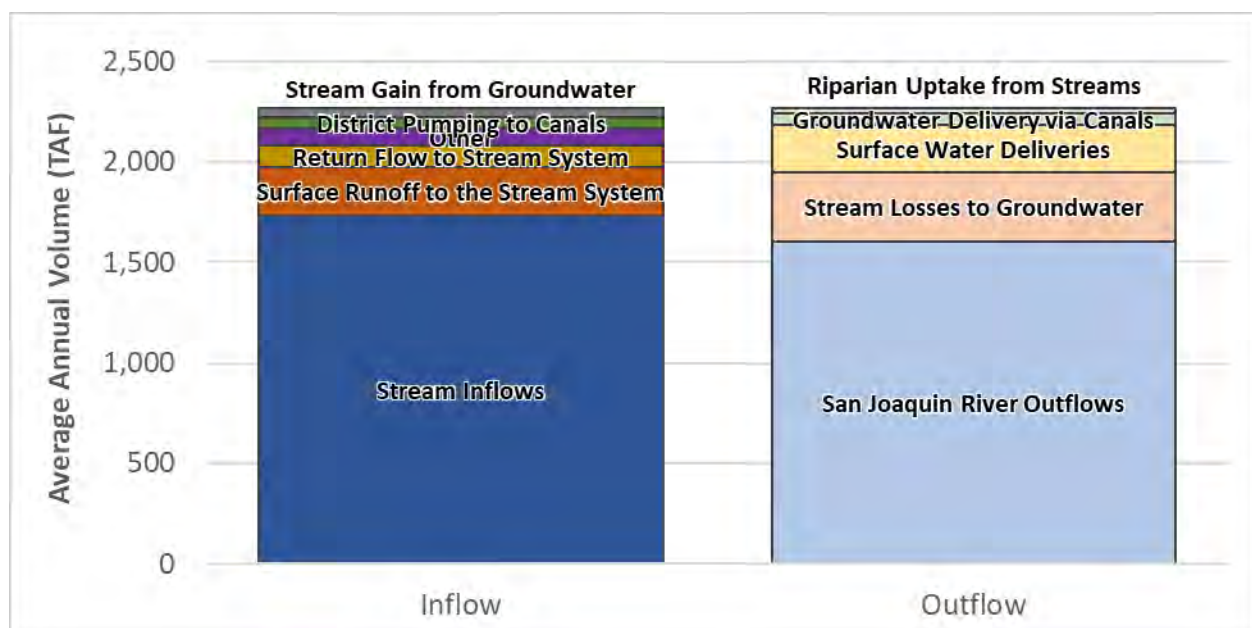 2,500
2,000
1,500
1,000
500
0
Average Annual Volume (TAF)
Stream Gain from Groundwater
District Pumping to Canals
Other
Return Flow to Stream System
Surface Runoff to the Stream System
Stream Inflows
Inflow
Riparian Uptake from Streams
Groundwater Delivery via Canals
Surface Water Deliveries
Stream Losses to Groundwater
San Joaquin River Outflows
Outflow